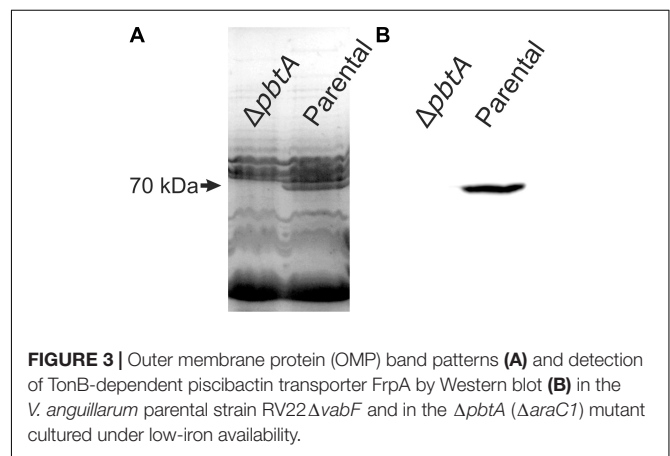 A
B
ΔpbtA
Parental
ΔpbtA
Parental
70 kDa
FIGURE 3 | Outer membrane protein (OMP) band patterns (A) and detection
of TonB-dependent piscibactin transporter FrpA by Western blot (B) in the
V. anguillarum parental strain RV22ΔvabF and in the ΔpbtA (ΔaraC1) mutant
cultured under low-iron availability.